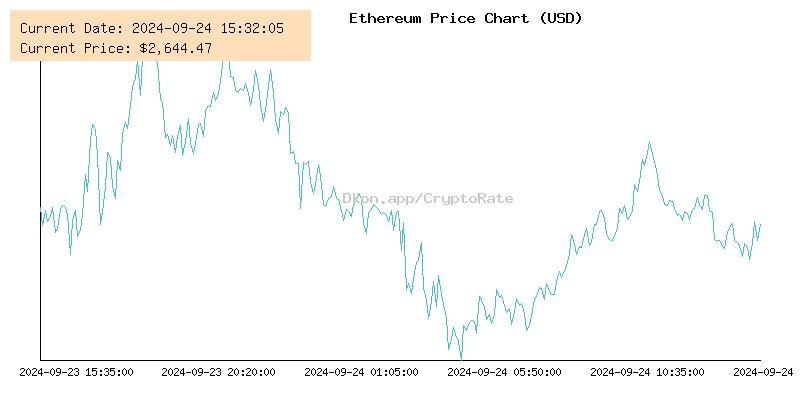 Ethereum Price Chart (USD)
Current Date: 2024-09-24 15:32:05
Current Price: $2,644.47
Dkon.app/CryptoRate
2024-09-23 15:35:00 2024-09-23 20:20:00 2024-09-24 01:05:00 2024-09-24 05:50:00 2024-09-24 10:35:00 2024-09-24